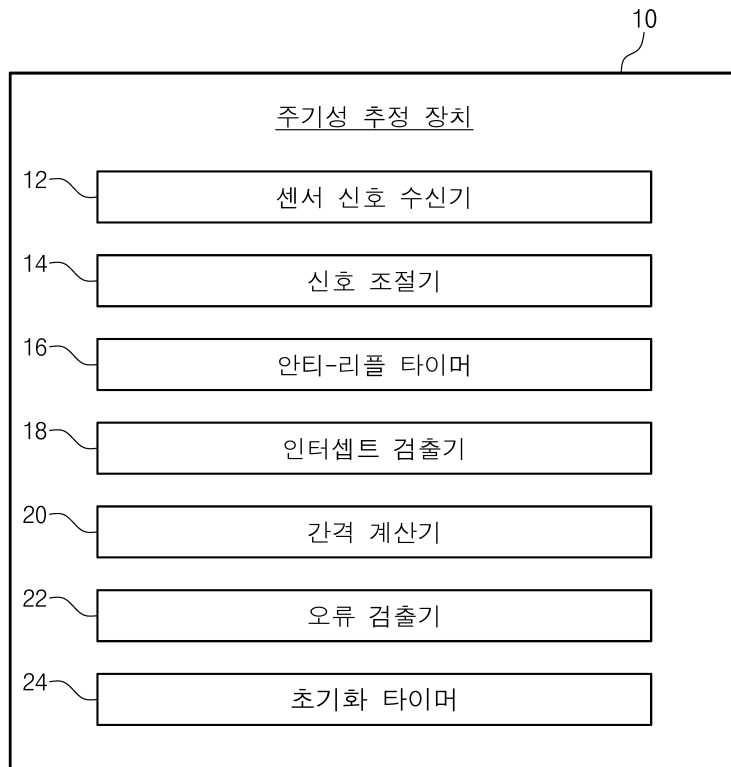 10
주기성 추정 장치
12 센서 신호 수신기
14 신호 조절기
16 안티-리플 타이머
18 인터셉트 검출기
20 간격 계산기
22 오류 검출기
24 초기화 타이머